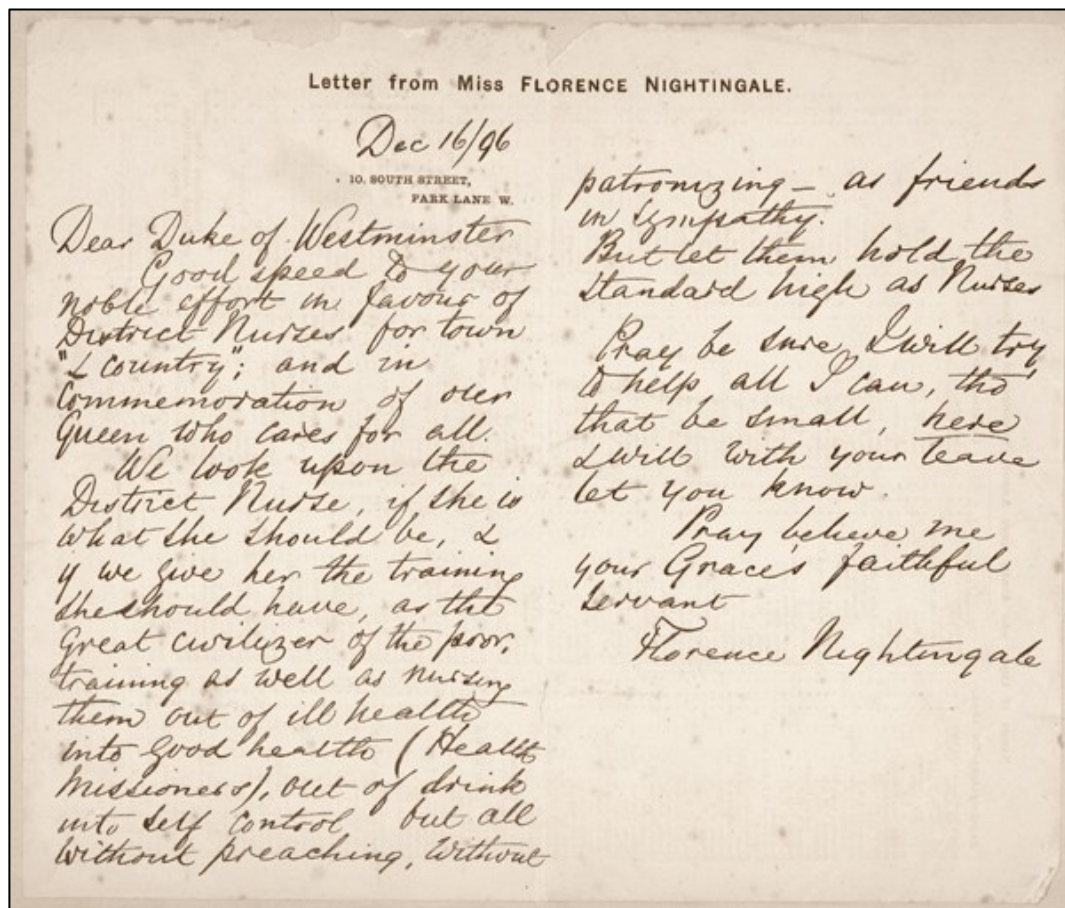 Letter from Miss FLORENCE NIGHTINGALE.
Dec 16/96
10. SOUTH STREET,
PARK LANE W.
Dear Duke of Westminster
Good speed to your
noble effort in favour of
District Nurses for town
"& country"; and in
Commemoration of our
Queen who cares for all.
We look upon the
District Nurse, if she is
what she should be, &
if we give her the training
she should have, as the
great civilizer of the poor,
training as well as nursing
them out of ill health
into good health (Health
Missioners), out of drink
into self control but all
without preaching, without
patronizing – as friends
in sympathy.
But let them hold the
standard high as Nurses
Pray be sure I will try
to help all I can, tho'
that be small, here
& will with your leave
let you know.
Pray believe me
your Grace's faithful
servant
Florence Nightingale